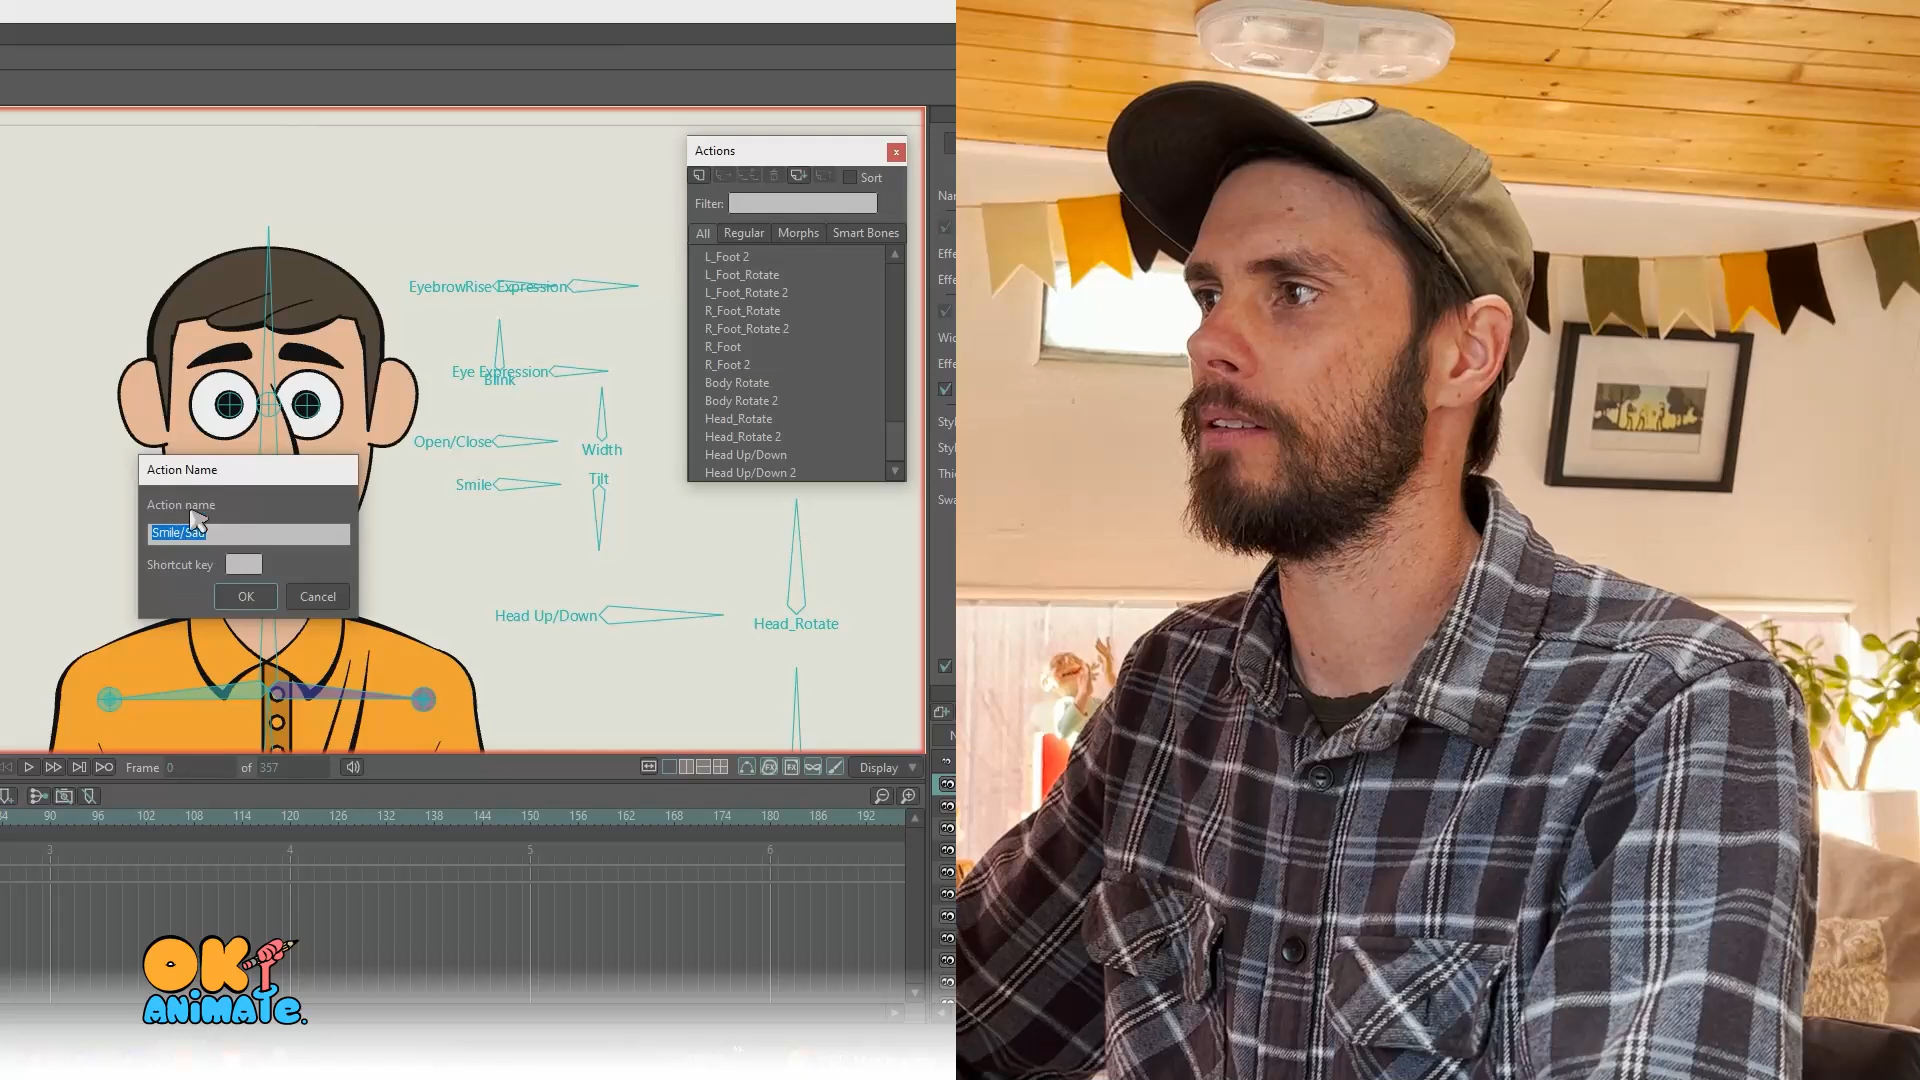 Actions
Sort
Filter:
All Regular Morphs Smart Bones
L_Foot 2
L_Foot_Rotate
L_Foot_Rotate 2
R_Foot_Rotate
R_Foot_Rotate 2
R_Foot
R_Foot 2
Body Rotate
Body Rotate 2
Head_Rotate
Head_Rotate 2
Head Up/Down
Head Up/Down 2
EyebrowRise Expression
Eye Expression
Blink
Open/Close
Width
Smile
Tilt
Head Up/Down
Head_Rotate
Action Name
Action name
Smile/Sad
Shortcut key
OK Cancel
Frame 0 of 357
Display
90 96 102 108 114 120 126 132 138 144 150 156 162 168 174 180 186 192
3 4 5 6
OKAY
ANIMATE.